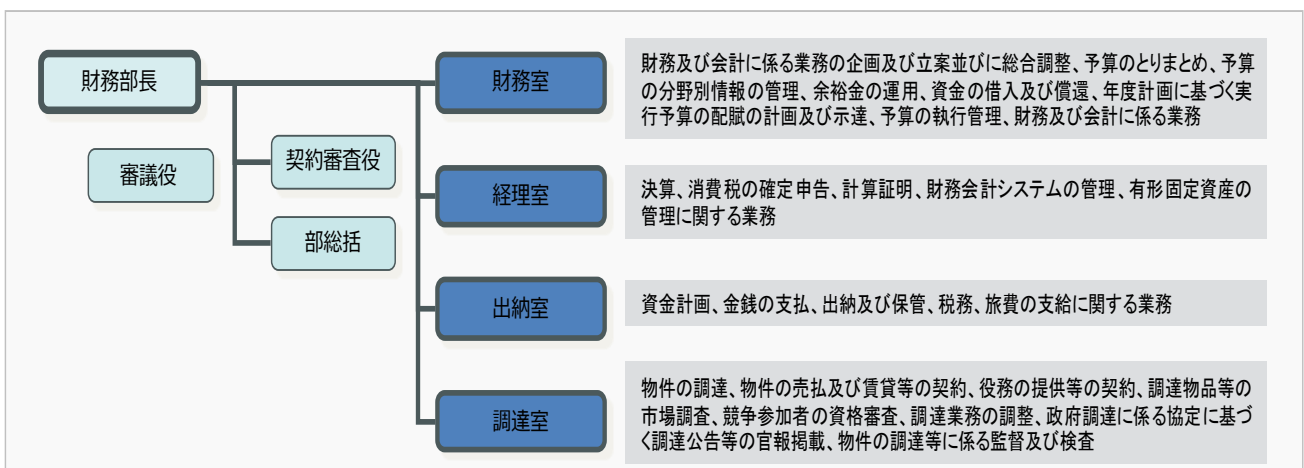 財務部長
審議役
契約審査役
部総括
財務室
財務及び会計に係る業務の企画及び立案並びに総合調整、予算のとりまとめ、予算
の分野別情報の管理、余裕金の運用、資金の借入及び償還、年度計画に基づく実
行予算の配賦の計画及び示達、予算の執行管理、財務及び会計に係る業務
経理室
決算、消費税の確定申告、計算証明、財務会計システムの管理、有形固定資産の
管理に関する業務
出納室
資金計画、金銭の支払、出納及び保管、税務、旅費の支給に関する業務
調達室
物件の調達、物件の売払及び賃貸等の契約、役務の提供等の契約、調達物品等の
市場調査、競争参加者の資格審査、調達業務の調整、政府調達に係る協定に基づ
く調達公告等の官報掲載、物件の調達等に係る監督及び検査